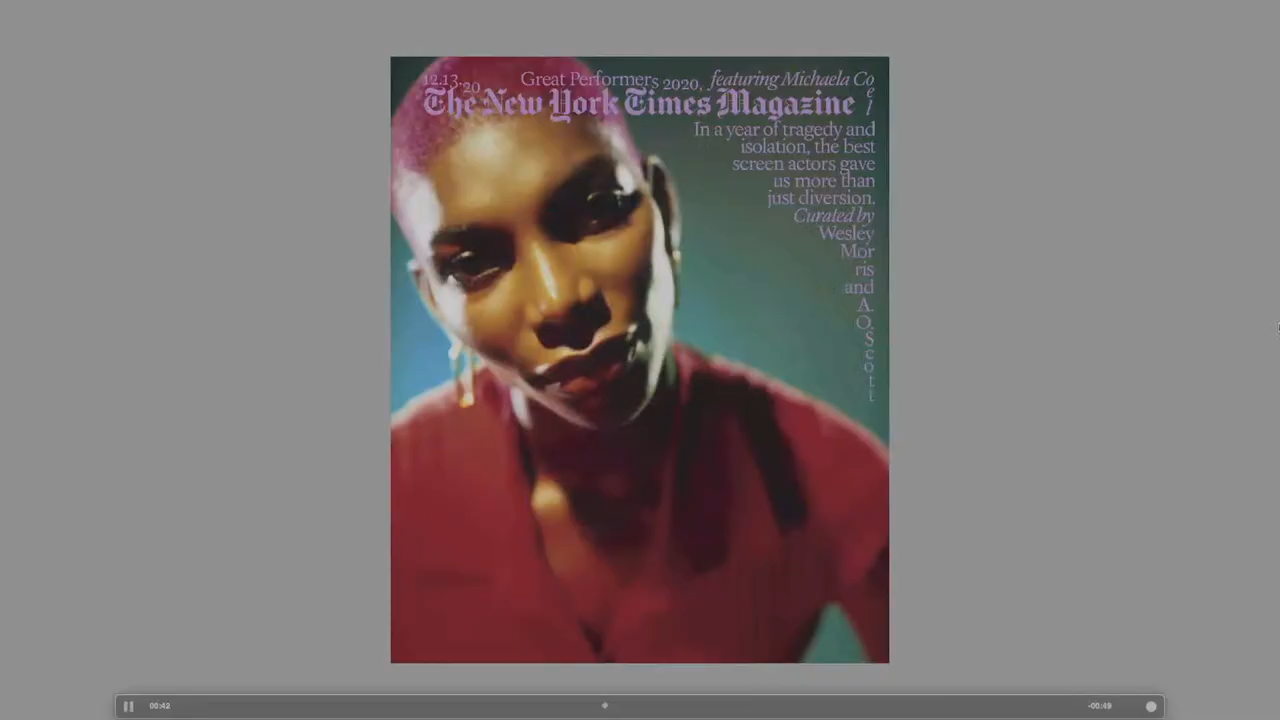 12.13.20
Great Performers 2020, featuring Michaela Coel
The New York Times Magazine
In a year of tragedy and
isolation, the best
screen actors gave
us more than
just diversion.
Curated by
Wesley
Mor
ris
and
A.
O.
S
c
o
t
t
00:42
-00:49